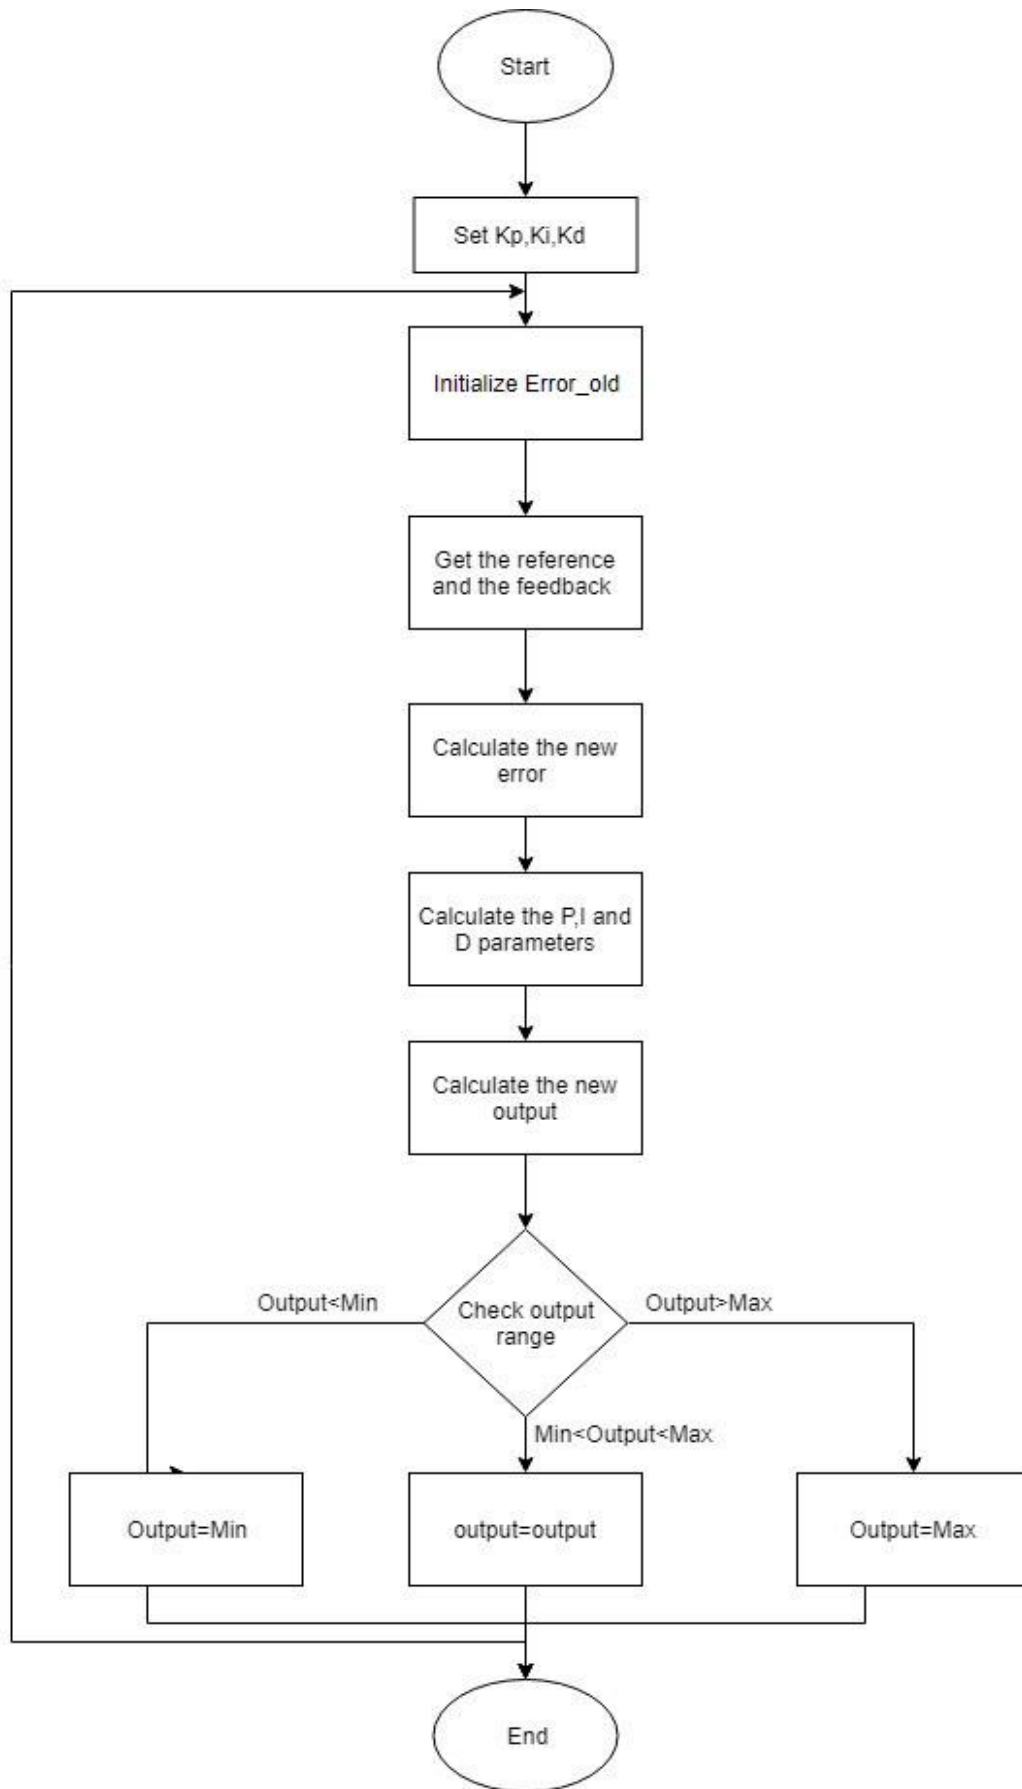 Start
Set Kp,Ki,Kd
Initialize Error_old
Get the reference
and the feedback
Calculate the new
error
Calculate the P,I and
D parameters
Calculate the new
output
Output<Min
Check output
range
Output>Max
Min<Output<Max
Output=Min
output=output
Output=Max
End